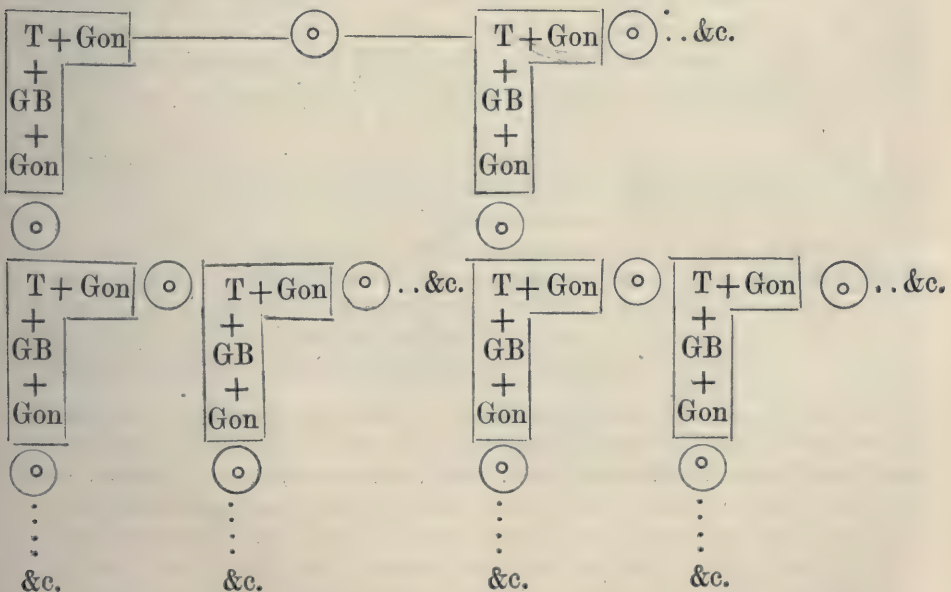 T + Gon T + Gon . . &c.
+ +
GB GB
+ +
Gon Gon
T + Gon T + Gon . . &c. T + Gon T + Gon . . &c.
+ + + +
GB GB GB GB
+ + + +
Gon Gon Gon Gon
&c. &c. &c. &c.